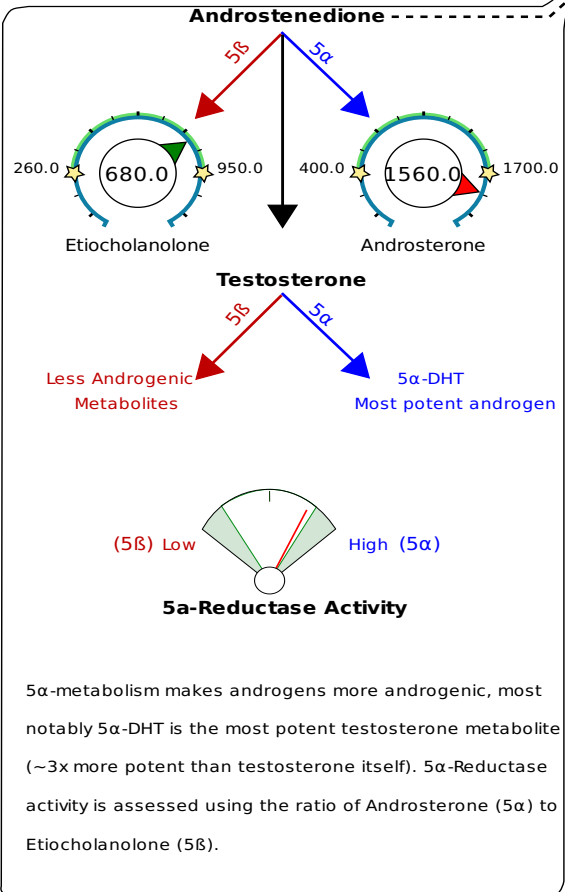 Androstenedione
5ß
5α
260.0
680.0
950.0
400.0
1560.0
1700.0
Etiocholanolone
Androsterone
Testosterone
5ß
5α
Less Androgenic
Metabolites
5α-DHT
Most potent androgen
(5ß) Low
High (5α)
5a-Reductase Activity
5α-metabolism makes androgens more androgenic, most
notably 5α-DHT is the most potent testosterone metabolite
(~3x more potent than testosterone itself). 5α-Reductase
activity is assessed using the ratio of Androsterone (5α) to
Etiocholanolone (5ß).